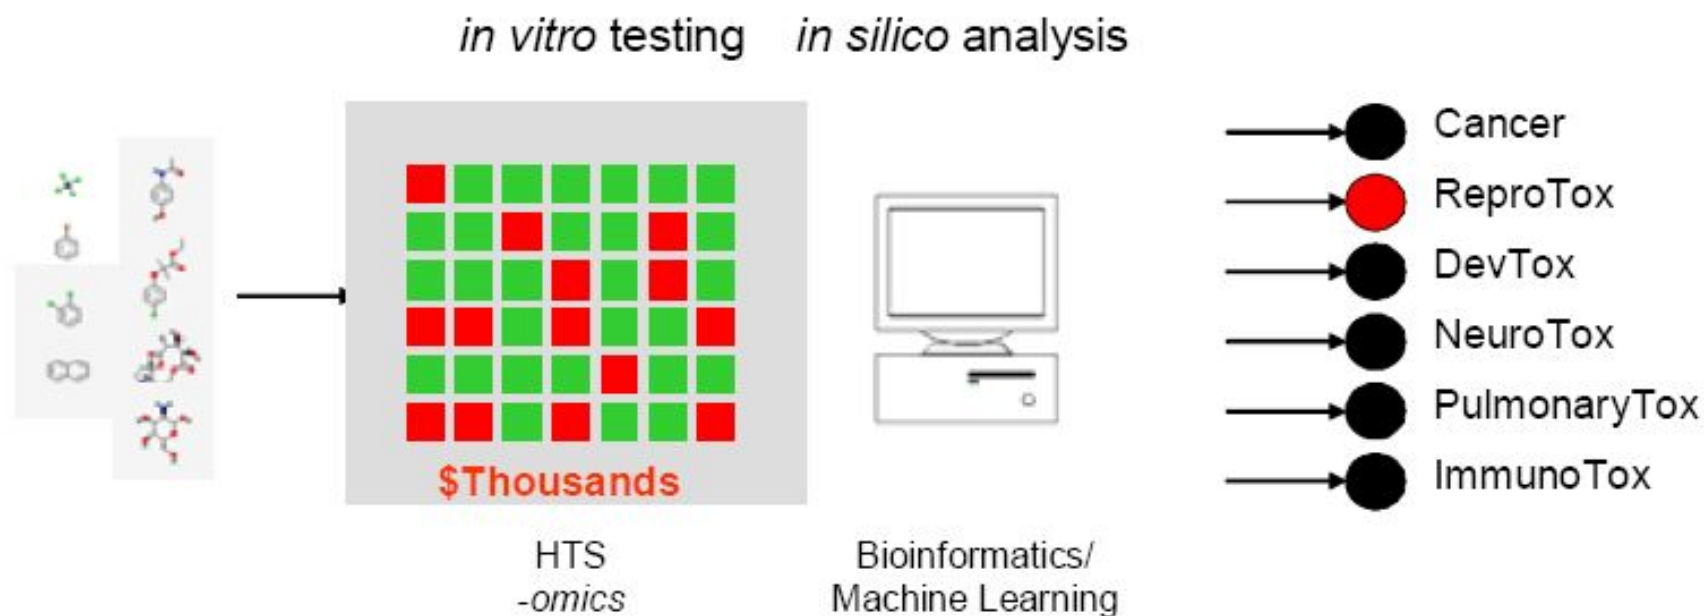 in vitro testing
in silico analysis
$Thousands
HTS
-omics
Bioinformatics/
Machine Learning
Cancer
ReproTox
DevTox
NeuroTox
PulmonaryTox
ImmunoTox